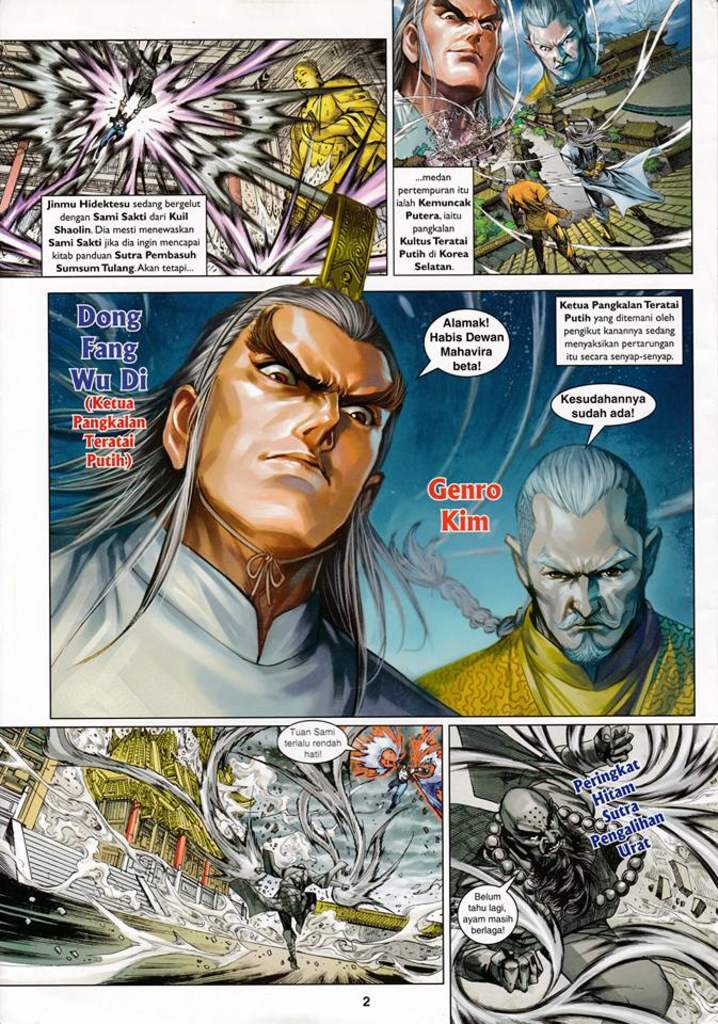 Jinmu Hidektesu sedang bergelut
dengan Sami Sakti dari Kuil
Shaolin. Dia mesti menewaskan
Sami Sakti jika dia ingin mencapai
kitab panduan Sutra Pembasuh
Sumsum Tulang. Akan tetapi...
...medan
pertempuran itu
ialah Kemuncak
Putera, iaitu
pangkalan
Kultus Teratai
Putih di Korea
Selatan.
Dong
Fang
Wu Di
(Ketua
Pangkalan
Teratai
Putih)
Alamak!
Habis Dewan
Mahavira
beta!
Ketua Pangkalan Teratai
Putih yang ditemani oleh
pengikut kanannya sedang
menyaksikan pertarungan
itu secara senyap-senyap.
Kesudahannya
sudah ada!
Genro
Kim
Tuan Sami
terlalu rendah
hati!
Peringkat
Hitam
Sutra
Pengalihan
Urat
Belum
tahu lagi,
ayam masih
berlaga!
2